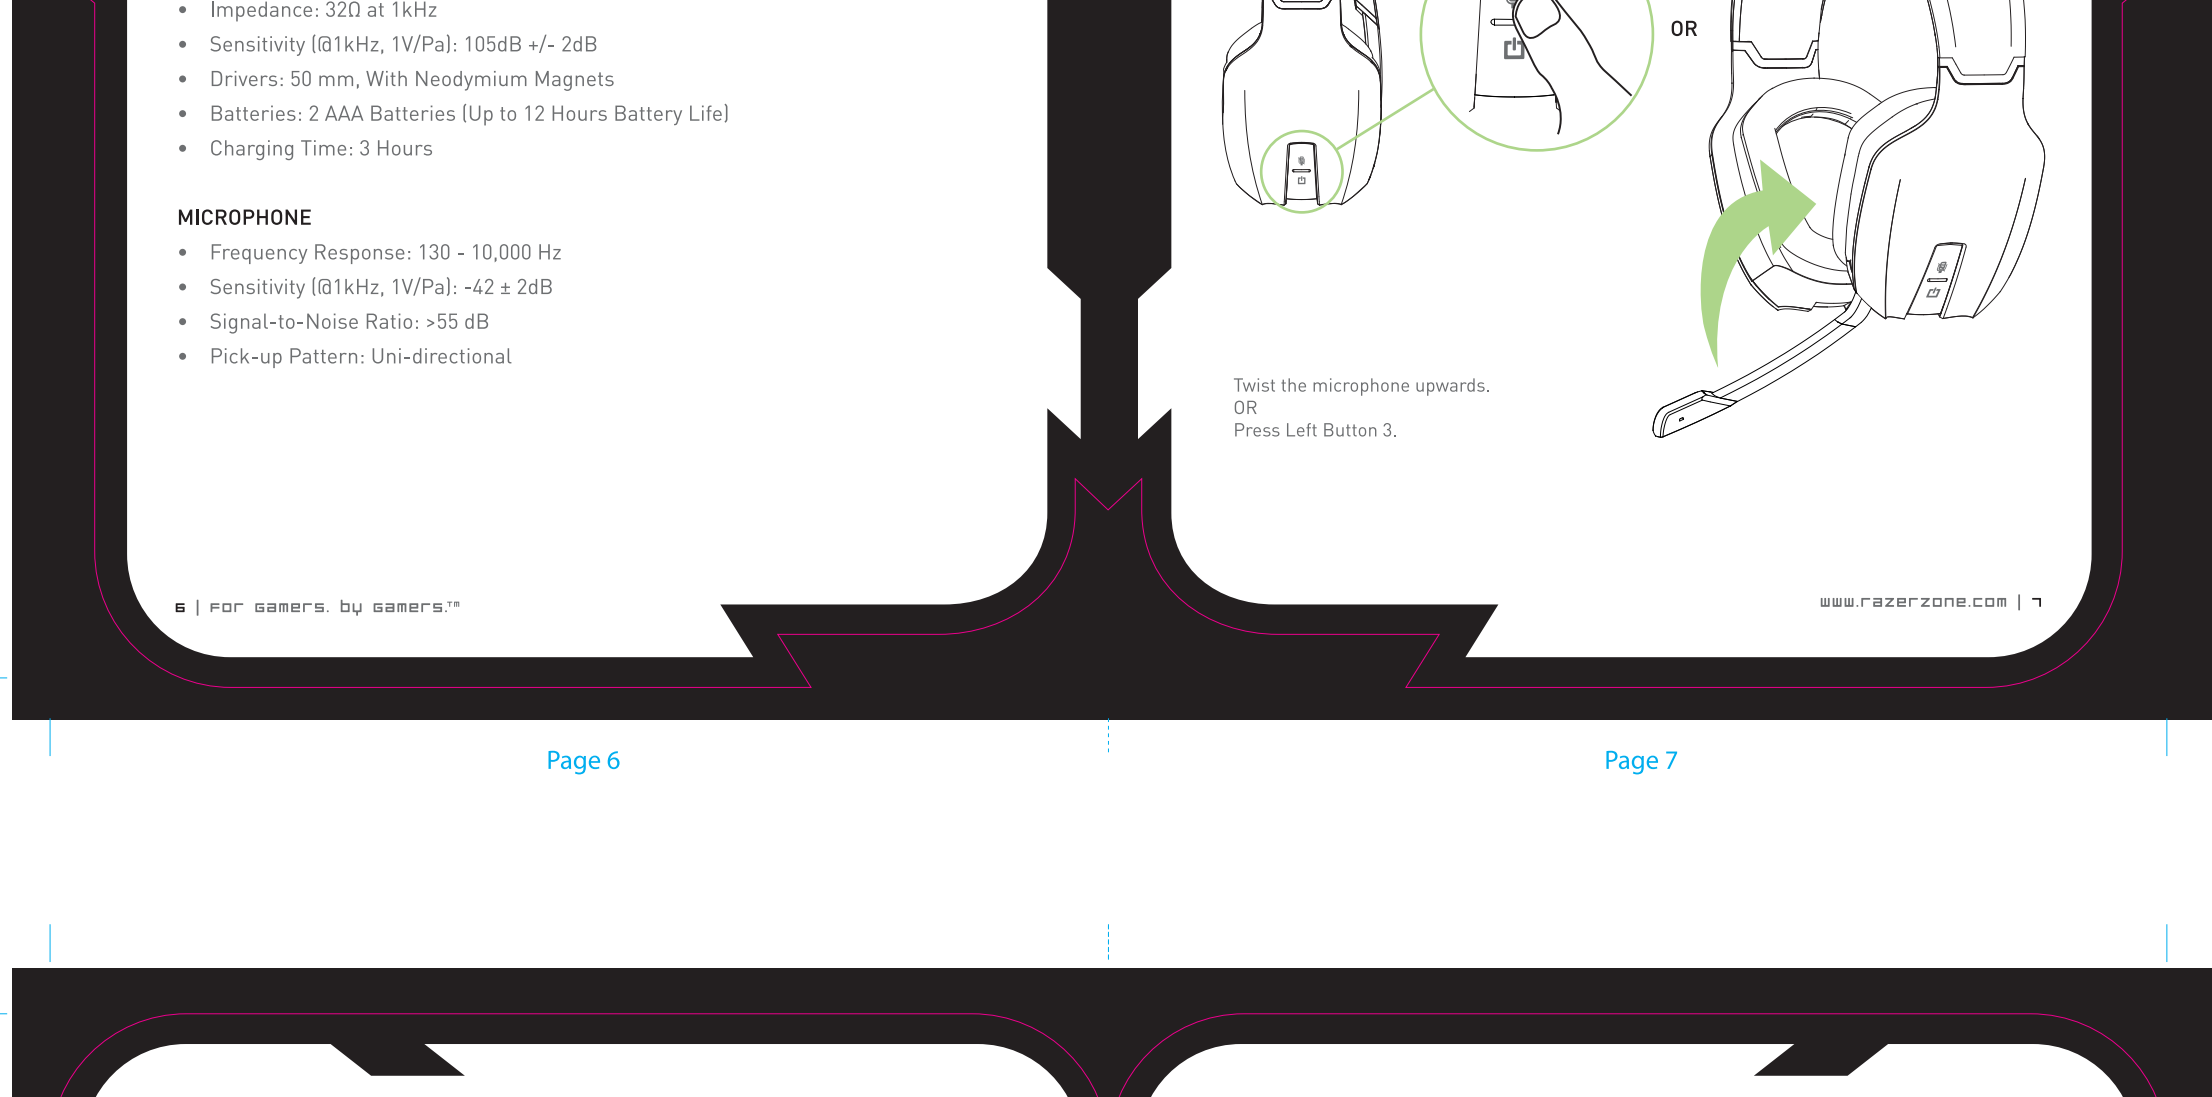 • Impedance: 32Ω at 1kHz
• Sensitivity (@1kHz, 1V/Pa): 105dB +/- 2dB
• Drivers: 50 mm, With Neodymium Magnets
• Batteries: 2 AAA Batteries (Up to 12 Hours Battery Life)
• Charging Time: 3 Hours
MICROPHONE
• Frequency Response: 130 - 10,000 Hz
• Sensitivity (@1kHz, 1V/Pa): -42 ± 2dB
• Signal-to-Noise Ratio: >55 dB
• Pick-up Pattern: Uni-directional
6 | For gamers. by gamers.™
OR
Twist the microphone upwards.
OR
Press Left Button 3.
www.razerzone.com | 7
Page 6
Page 7